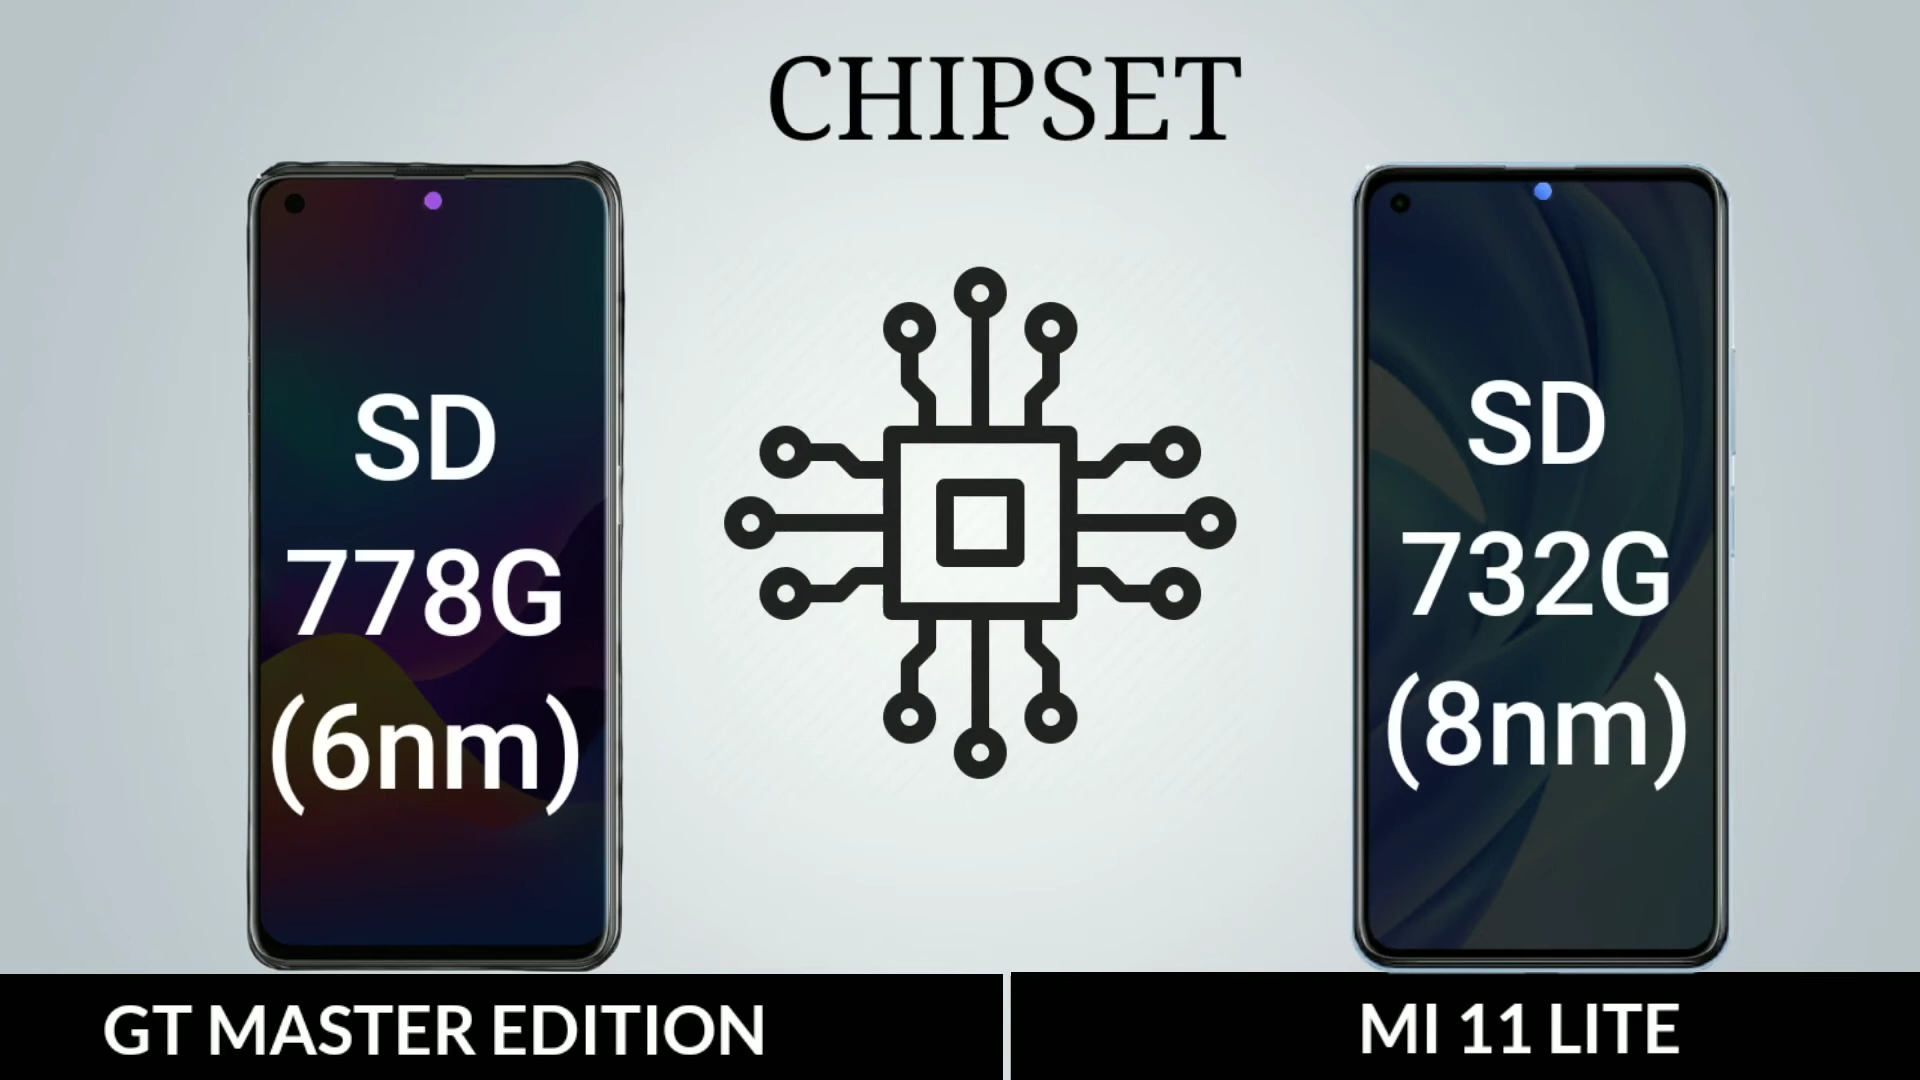 CHIPSET
SD
778G
(6nm)
SD
732G
(8nm)
GT MASTER EDITION
MI 11 LITE